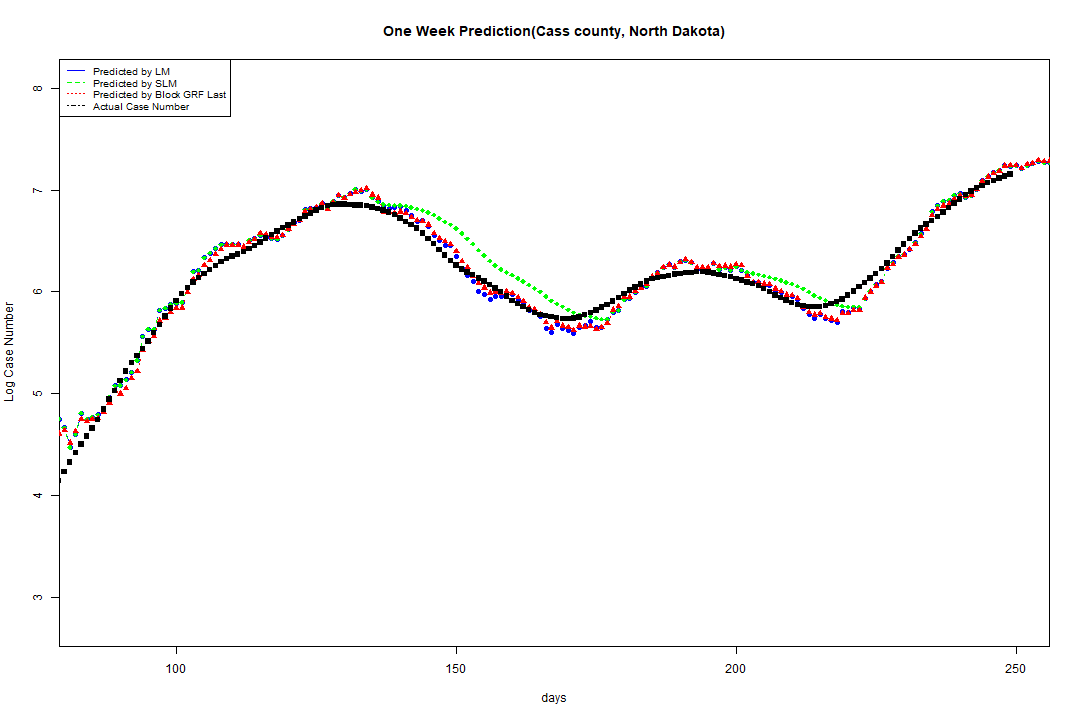 One Week Prediction(Cass county, North Dakota)
Predicted by LM
Predicted by SLM
Predicted by Block GRF Last
Actual Case Number
8
7
6
5
4
3
Log Case Number
100 150 200 250
days